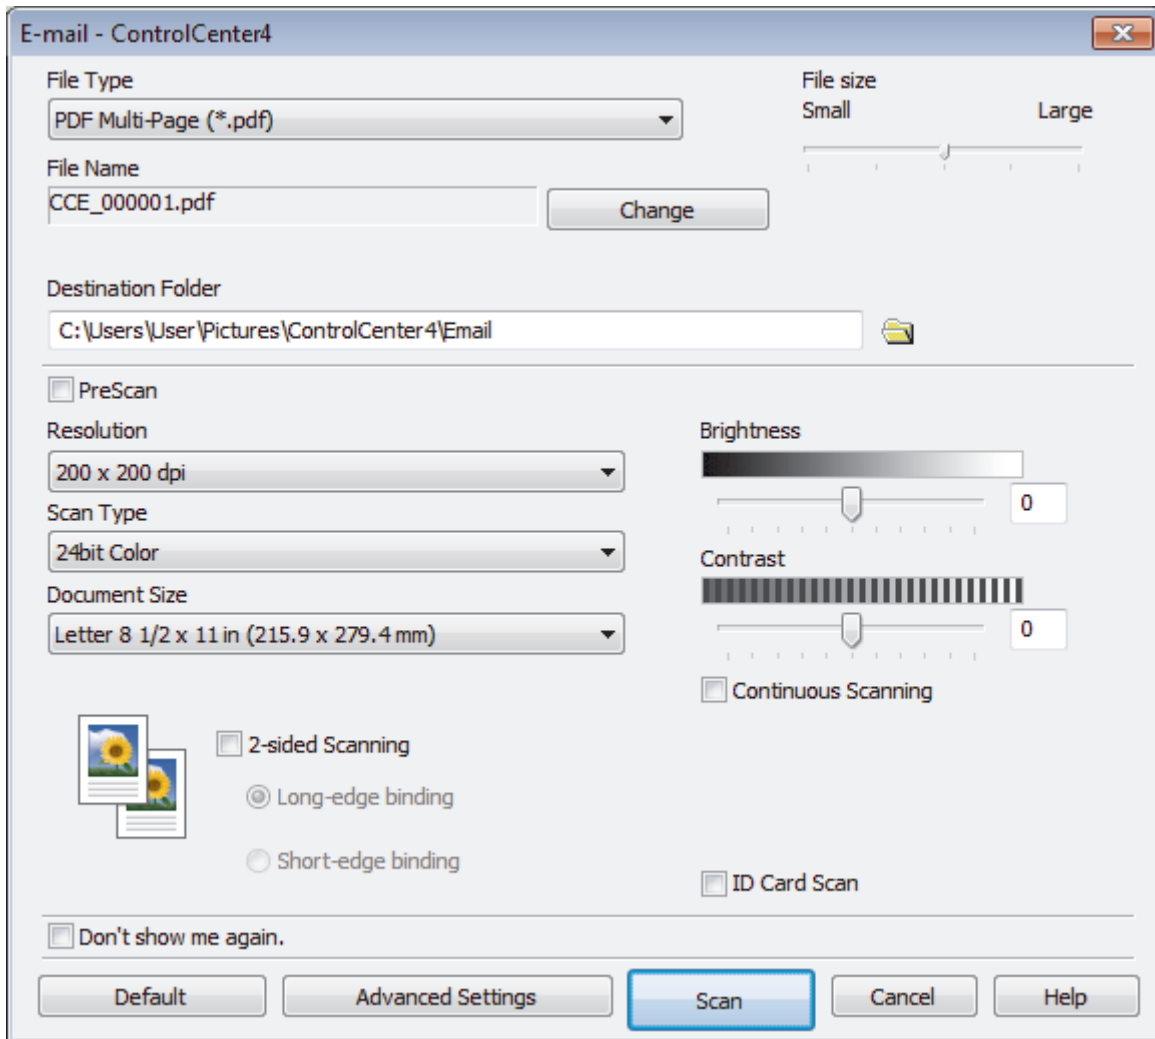 E-mail - ControlCenter4
File Type
File size
PDF Multi-Page (*.pdf)
Small Large
File Name
CCE_000001.pdf
Change
Destination Folder
C:\Users\User\Pictures\ControlCenter4\Email
PreScan
Resolution
Brightness
200 x 200 dpi
0
Scan Type
24bit Color
Contrast
Document Size
Letter 8 1/2 x 11 in (215.9 x 279.4 mm)
0
Continuous Scanning
2-sided Scanning
Long-edge binding
Short-edge binding
ID Card Scan
Don't show me again.
Default Advanced Settings Scan Cancel Help